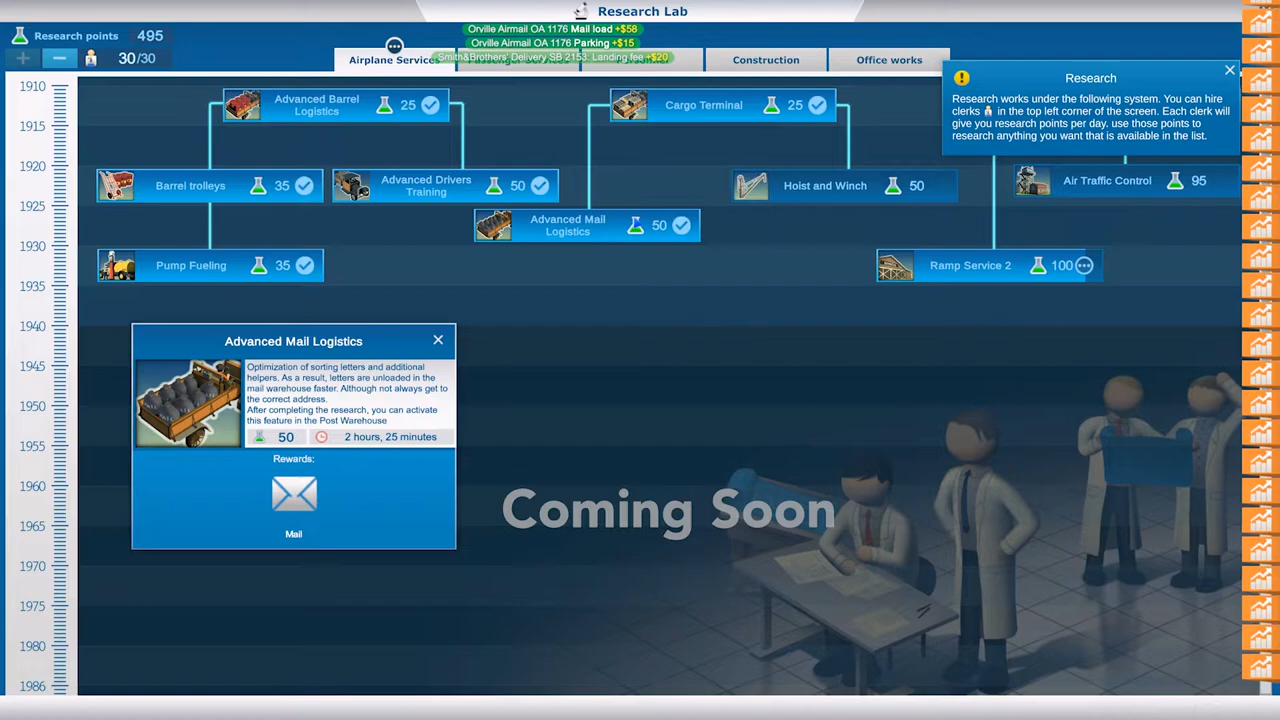 Research Lab
Research points 495
30/30
Orville Airmail OA 1176 Mail load +$58
Orville Airmail OA 1176 Parking +$15
Smith&Brothers' Delivery SB 2153: Landing fee +$20
Airplane Services
Construction
Office works
Research
Research works under the following system. You can hire
clerks in the top left corner of the screen. Each clerk will
give you research points per day, use those points to
research anything you want that is available in the list.
1910
1915
1920
1925
1930
1935
1940
1945
1950
1955
1960
1965
1970
1975
1980
1986
Advanced Barrel
Logistics
25
Cargo Terminal
25
Barrel trolleys
35
Advanced Drivers
Training
50
Hoist and Winch
50
Air Traffic Control
95
Advanced Mail
Logistics
50
Pump Fueling
35
Ramp Service 2
100
Advanced Mail Logistics
Optimization of sorting letters and additional
helpers. As a result, letters are unloaded in the
mail warehouse faster. Although not always get to
the correct address.
After completing the research, you can activate
this feature in the Post Warehouse
50
2 hours, 25 minutes
Rewards:
Mail
Coming Soon